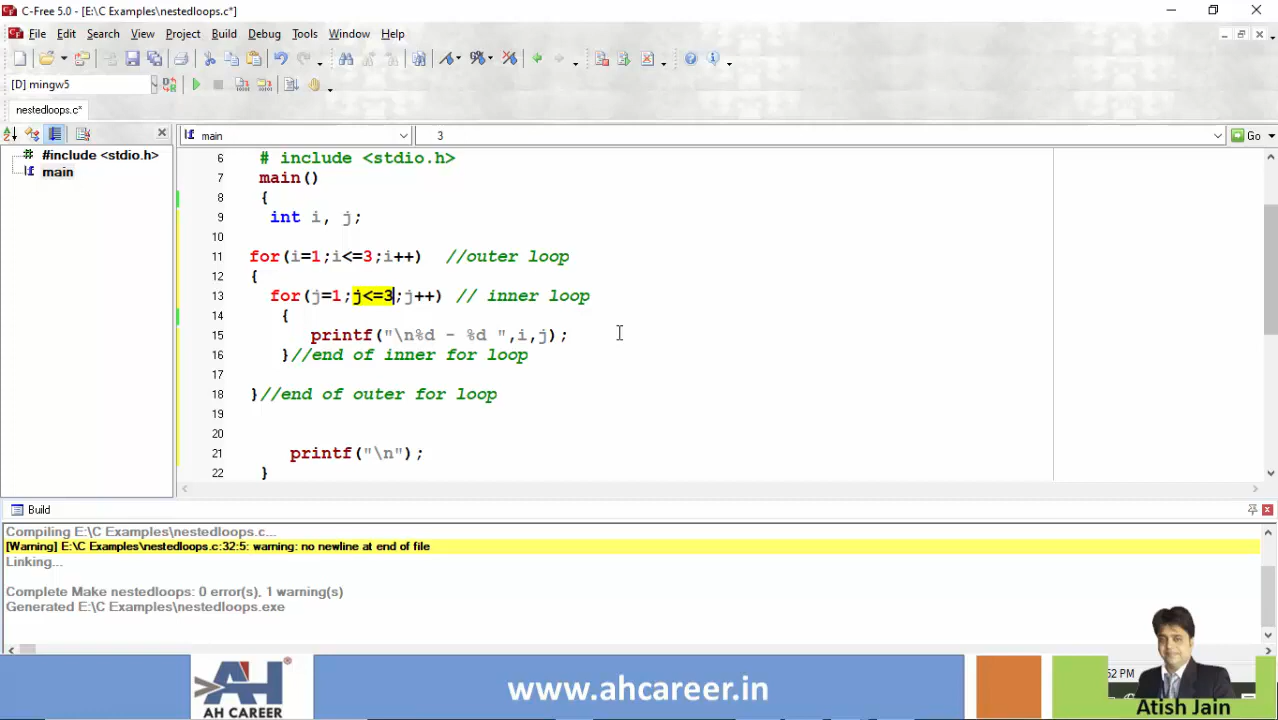 C-Free 5.0 - [E:\C Examples\nestedloops.c*]
File Edit Search View Project Build Debug Tools Window Help
[D] mingw5
nestedloops.c*
main 3 Go
#include <stdio.h>
main
6 # include <stdio.h>
7 main()
8 {
9 int i, j;
10
11 for(i=1;i<=3;i++) //outer loop
12 {
13 for(j=1;j<=3;j++) // inner loop
14 {
15 printf("\n%d - %d ",i,j);
16 }//end of inner for loop
17
18 }//end of outer for loop
19
20
21 printf("\n");
22 }
Build
Compiling E:\C Examples\nestedloops.c...
[Warning] E:\C Examples\nestedloops.c:32:5: warning: no newline at end of file
Linking...
Complete Make nestedloops: 0 error(s), 1 warning(s)
Generated E:\C Examples\nestedloops.exe
AH
AH CAREER
www.ahcareer.in
52 PM
Atish Jain